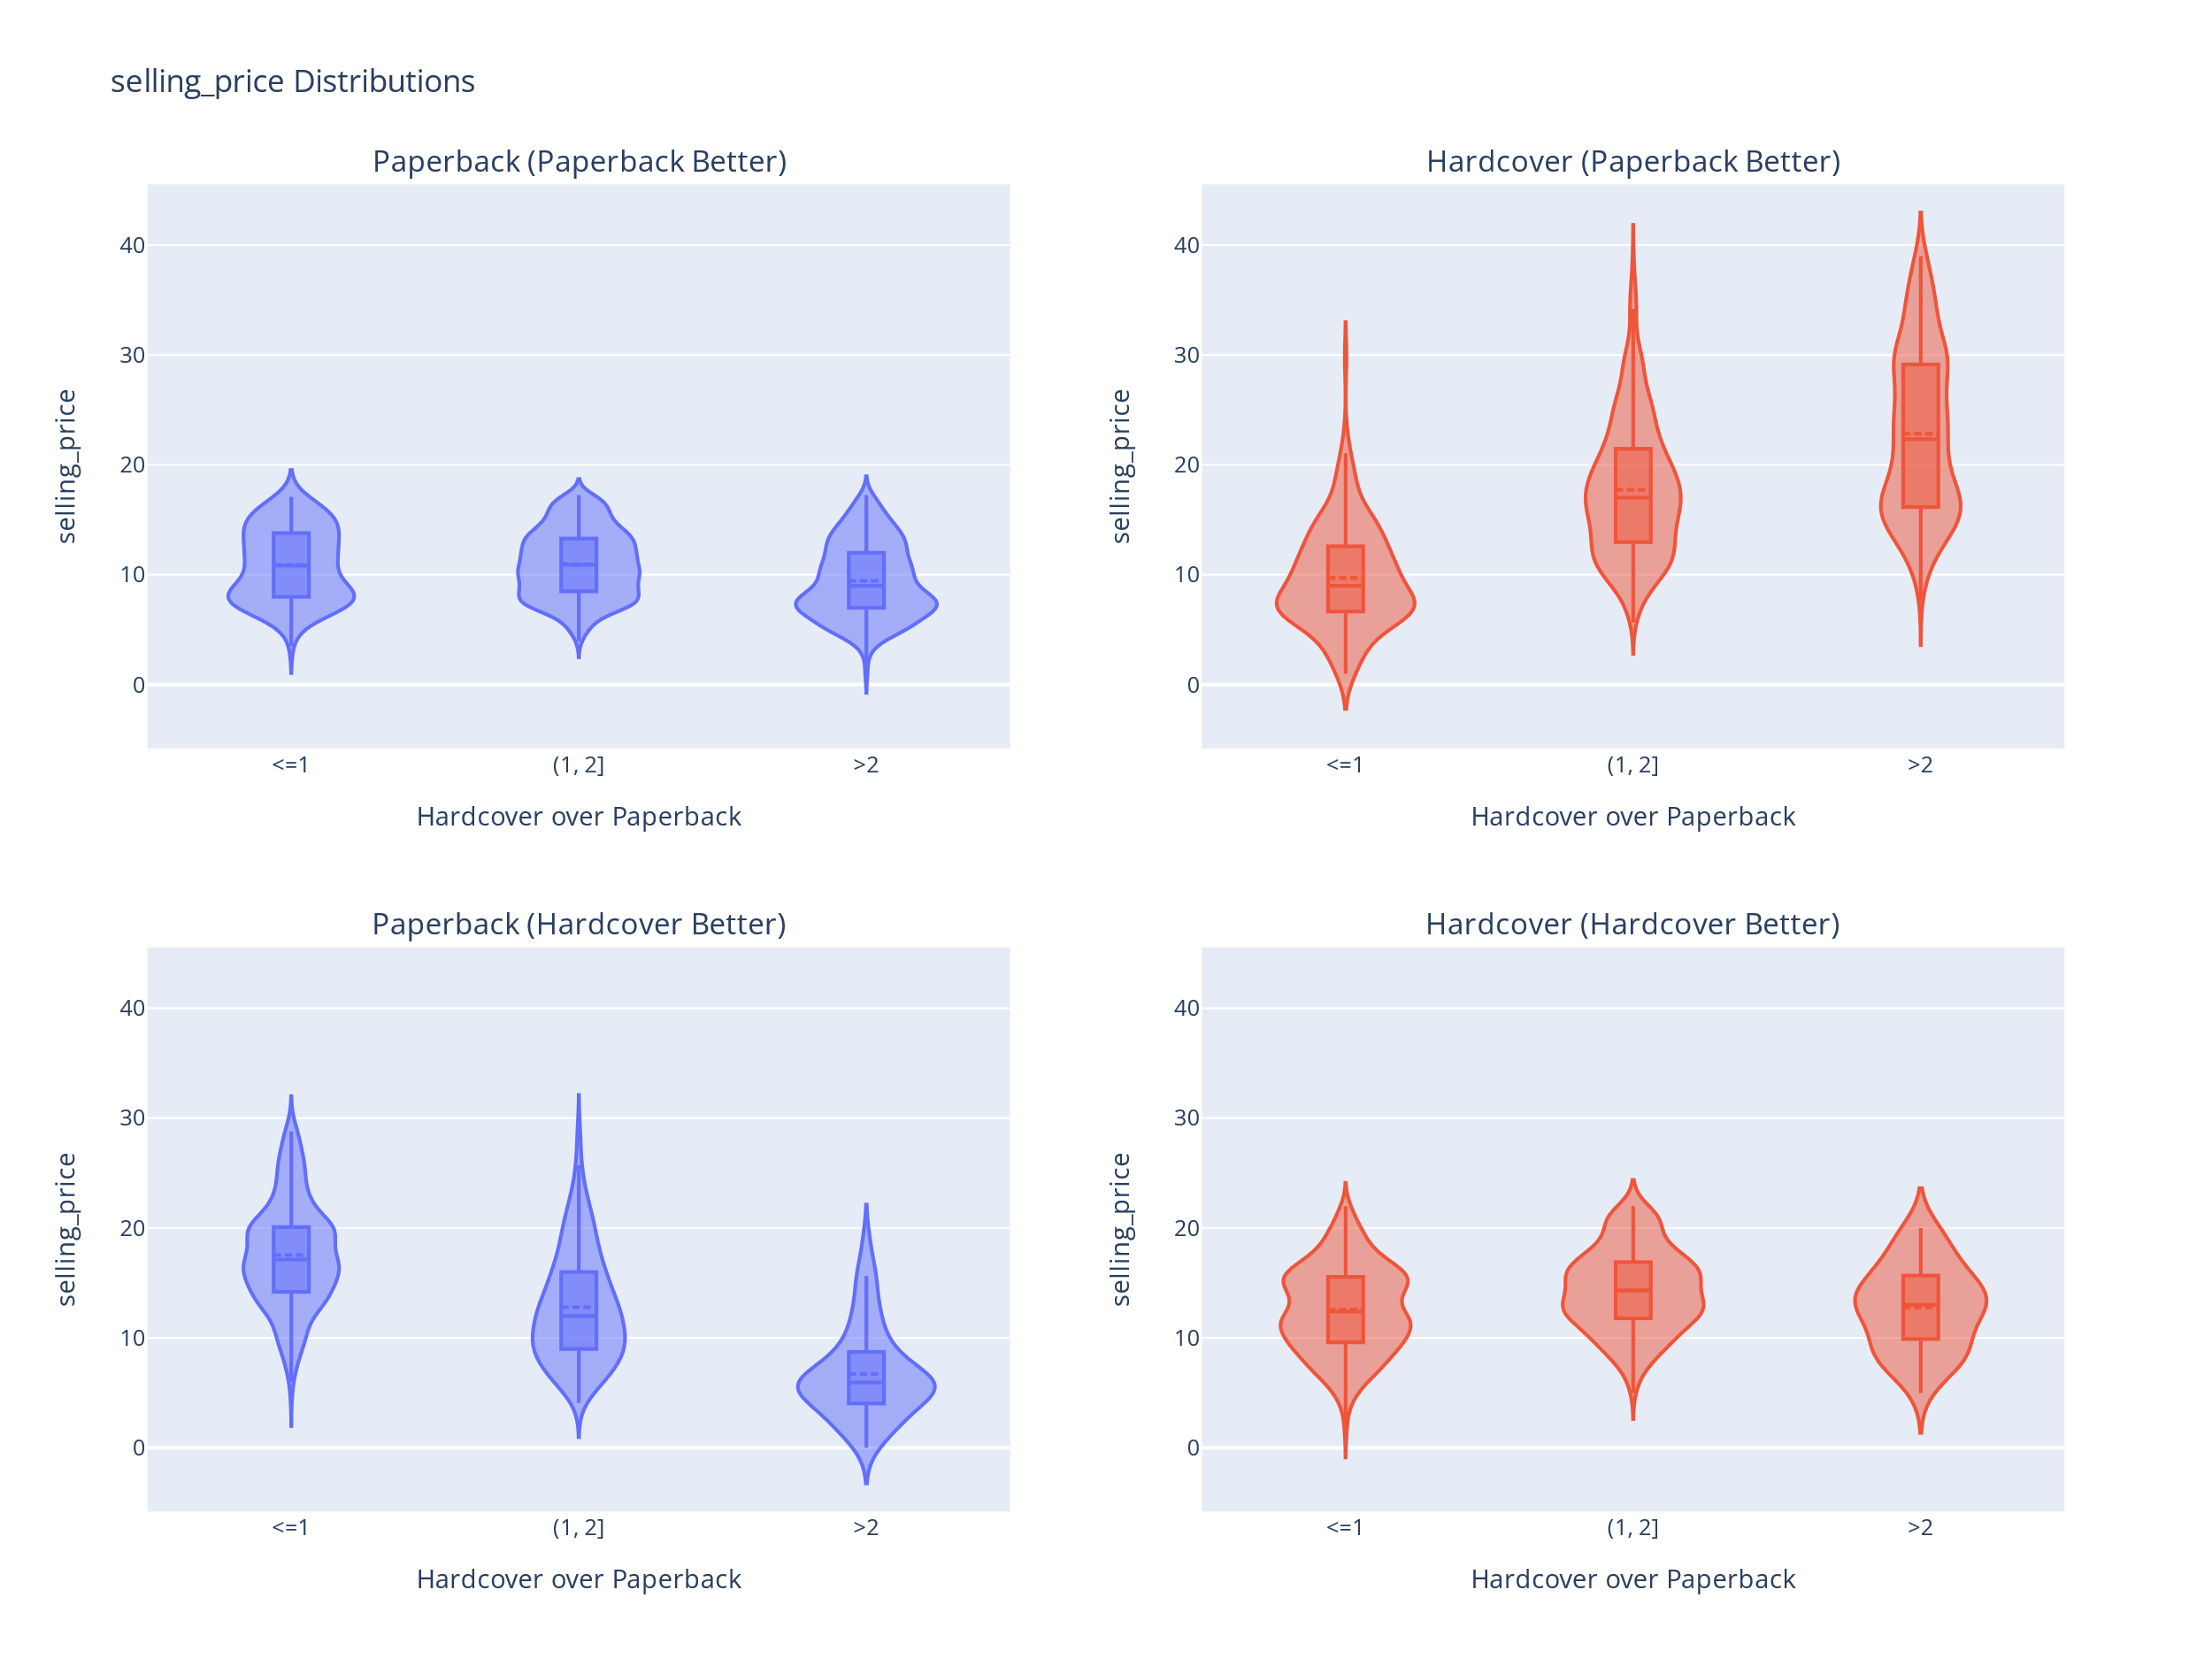 selling_price Distributions
Paperback (Paperback Better)
Hardcover (Paperback Better)
40
30
20
10
0
selling_price
<=1
(1, 2]
>2
Hardcover over Paperback
40
30
20
10
0
selling_price
<=1
(1, 2]
>2
Hardcover over Paperback
Paperback (Hardcover Better)
Hardcover (Hardcover Better)
40
30
20
10
0
selling_price
<=1
(1, 2]
>2
Hardcover over Paperback
40
30
20
10
0
selling_price
<=1
(1, 2]
>2
Hardcover over Paperback